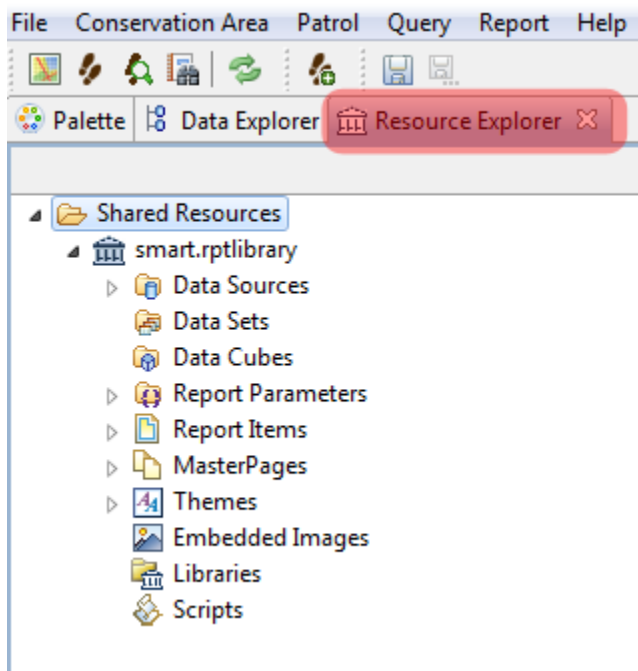 File Conservation Area Patrol Query Report Help
Palette Data Explorer Resource Explorer
Shared Resources
smart.rptlibrary
Data Sources
Data Sets
Data Cubes
Report Parameters
Report Items
MasterPages
Themes
Embedded Images
Libraries
Scripts